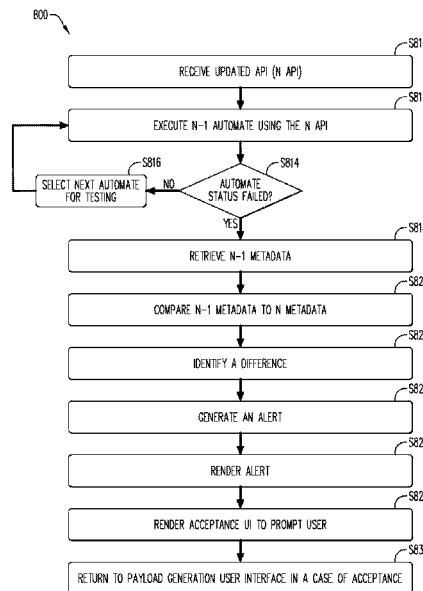 800
S81
RECEIVE UPDATED API (N API)
S81
EXECUTE N-1 AUTOMATE USING THE N API
S816
S814
SELECT NEXT AUTOMATE
FOR TESTING
NO
AUTOMATE
STATUS FAILED?
YES
S81
RETRIEVE N-1 METADATA
S82
COMPARE N-1 METADATA TO N METADATA
S82
IDENTIFY A DIFFERENCE
S82
GENERATE AN ALERT
S82
RENDER ALERT
S82
RENDER ACCEPTANCE UI TO PROMPT USER
S83
RETURN TO PAYLOAD GENERATION USER INTERFACE IN A CASE OF ACCEPTANCE